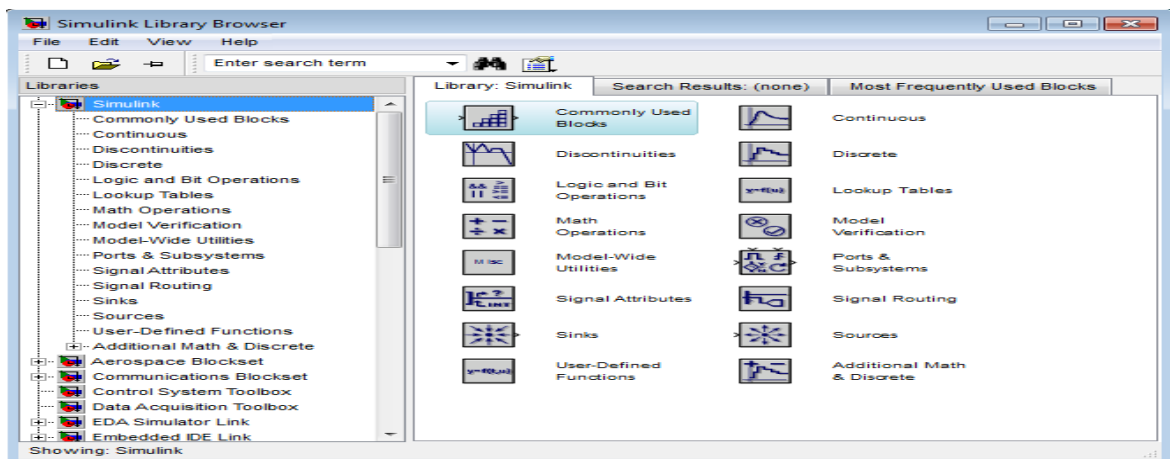 Simulink Library Browser
File Edit View Help
Enter search term
Libraries
Simulink
Commonly Used Blocks
Continuous
Discontinuities
Discrete
Logic and Bit Operations
Lookup Tables
Math Operations
Model Verification
Model-Wide Utilities
Ports & Subsystems
Signal Attributes
Signal Routing
Sinks
Sources
User-Defined Functions
Additional Math & Discrete
Aerospace Blockset
Communications Blockset
Control System Toolbox
Data Acquisition Toolbox
EDA Simulator Link
Embedded IDE Link
Library: Simulink Search Results: (none) Most Frequently Used Blocks
Commonly Used
Blocks
Continuous
Discontinuities
Discrete
Logic and Bit
Operations
y=f(u)
Lookup Tables
Math
Operations
Model
Verification
Misc
Model-Wide
Utilities
Ports &
Subsystems
Signal Attributes
Signal Routing
Sinks
Sources
User-Defined
Functions
Additional Math
& Discrete
Showing: Simulink